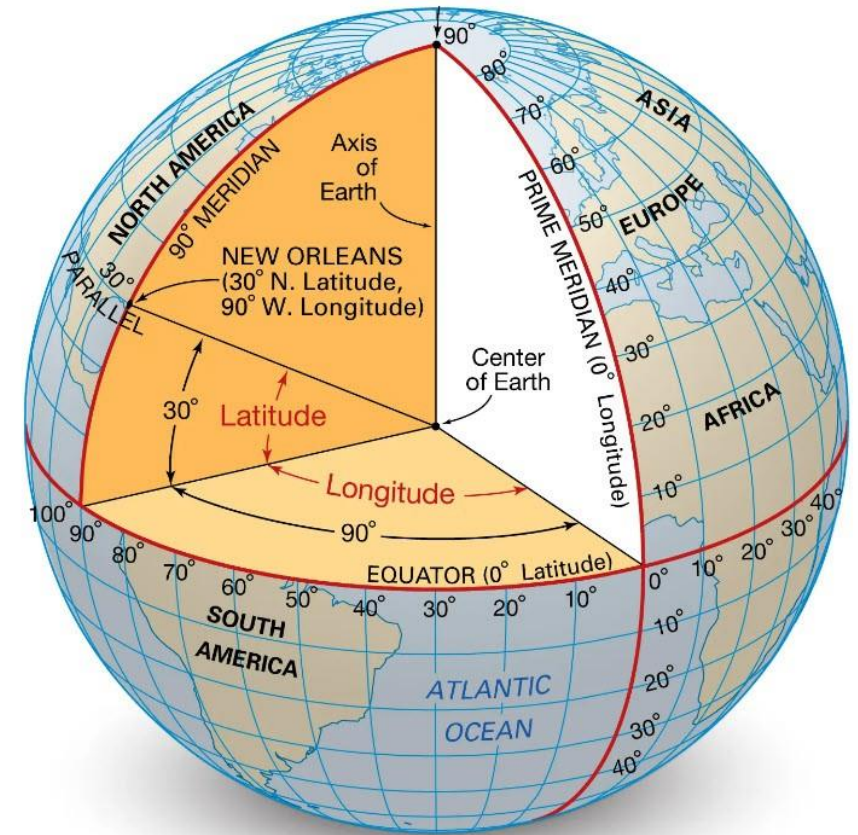 90°
80°
70°
60°
50°
40°
30°
20°
10°
ASIA
EUROPE
AFRICA
NORTH AMERICA
90° MERIDIAN
Axis
of
Earth
PRIME MERIDIAN (0° Longitude)
NEW ORLEANS
(30° N. Latitude,
90° W. Longitude)
30°
PARALLEL
Center
of Earth
30°
Latitude
Longitude
90°
EQUATOR (0° Latitude)
100°
90°
80°
70°
60°
50°
40°
30°
20°
10°
0°
10°
20°
30°
40°
SOUTH
AMERICA
ATLANTIC
OCEAN
10°
20°
30°
40°